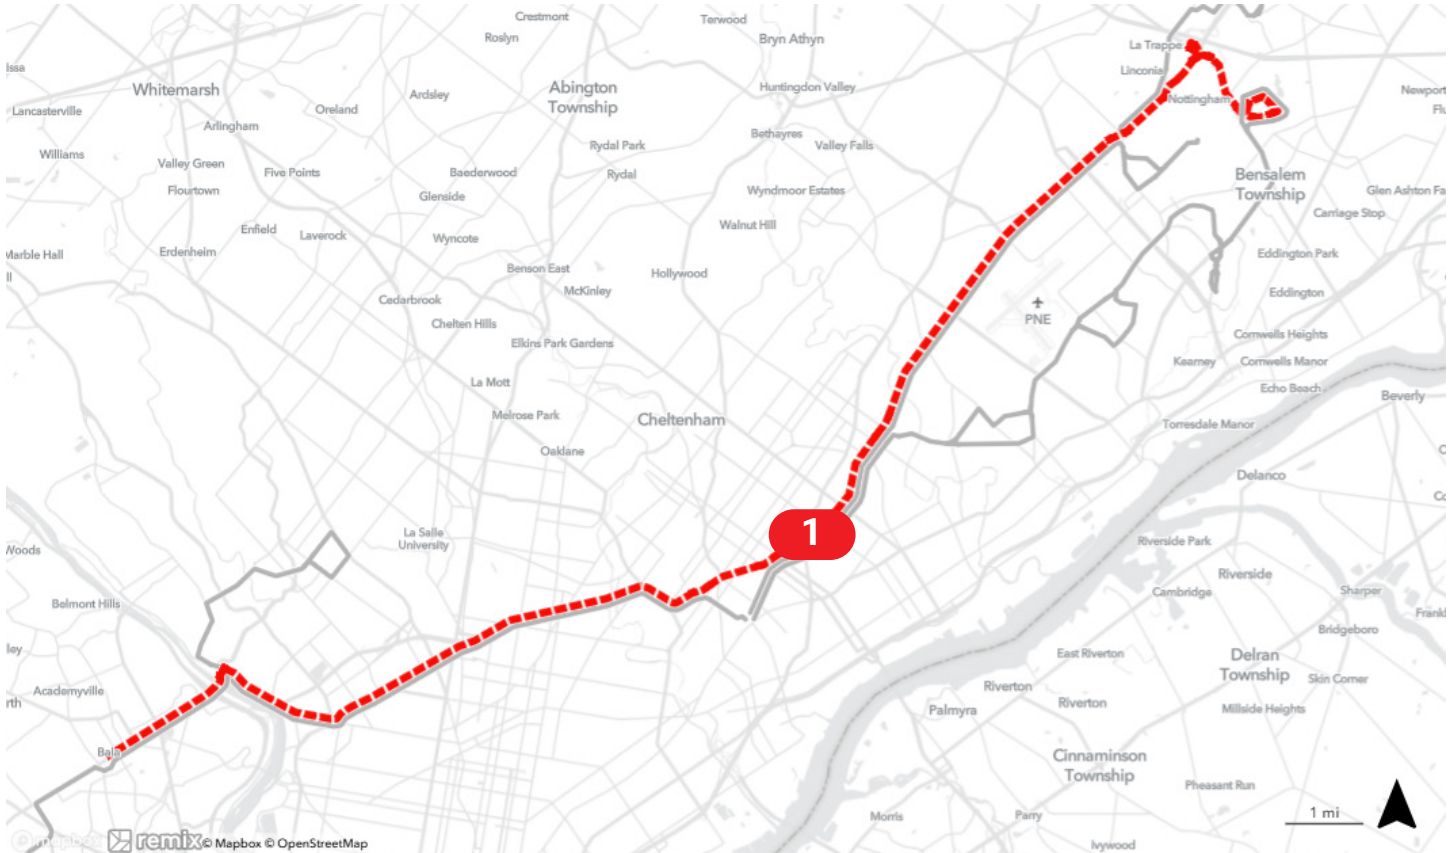 Crestmont
Terwood
Roslyn
Bryn Athyn
La Trappe
Linconia
Whitemarsh
Abington
Township
Huntingdon Valley
Ardsley
Oreland
Lancasterville
Nottingham
Newport
Arlingham
Bethayres
Valley Falls
Rydal Park
Williams
Valley Green
Five Points
Baederwood
Rydal
Bensalem
Township
Flourtown
Glenside
Wyndmoor Estates
Glen Ashton Fa
Carriage Stop
Enfield
Laverock
Wyncote
Walnut Hill
Marble Hall
Erdenheim
Eddington Park
Benson East
Hollywood
McKinley
Eddington
Cedarbrook
PNE
Chelten Hills
Elkins Park Gardens
Cornwells Heights
Kearney
Cornwells Manor
La Mott
Echo Beach
Beverly
Melrose Park
Cheltenham
Torresdale Manor
Oaklane
Delanco
1
La Salle
University
Woods
Riverside Park
Riverside
Belmont Hills
Cambridge
Sharper
Frankl
Bridgeboro
East Riverton
Delran
Township
Skin Corner
Academyville
Riverton
Riverton
Palmyra
Millside Heights
Bala
Cinnaminson
Township
Pheasant Run
Morris
Parry
1 mi
Ivywood
mapbox
remix
© Mapbox © OpenStreetMap